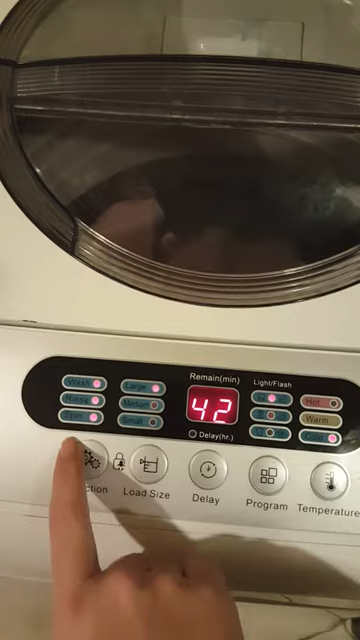 Remain(min)
Light/Flash
Wash
Large
42
Hot
Rinse
Medium
Warm
Spin
Small
Delay(hr.)
Cold
ction
Load Size
Delay
Program
Temperature